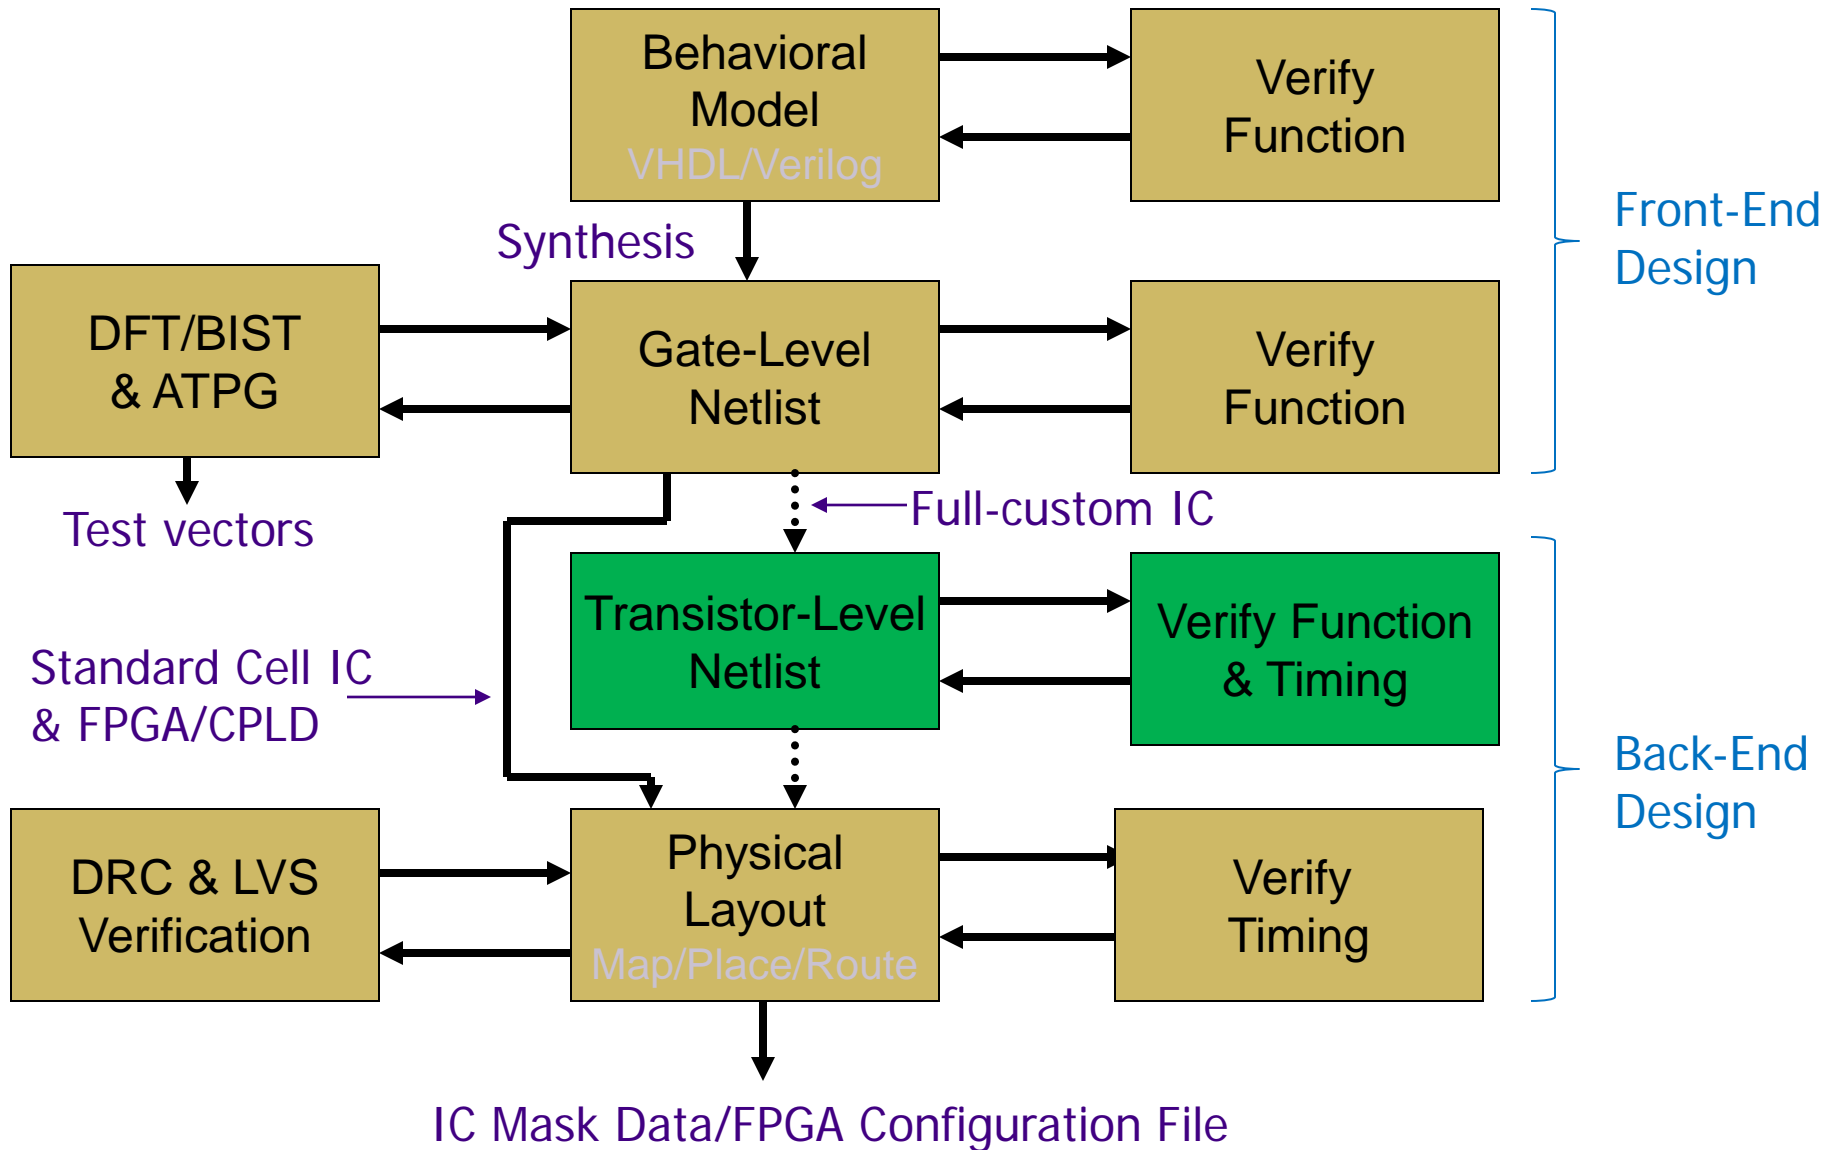 Behavioral
Model
VHDL/Verilog
Verify
Function
Front-End
Design
Synthesis
DFT/BIST
& ATPG
Gate-Level
Netlist
Verify
Function
Test vectors
Full-custom IC
Transistor-Level
Netlist
Verify Function
& Timing
Standard Cell IC
& FPGA/CPLD
Back-End
Design
DRC & LVS
Verification
Physical
Layout
Map/Place/Route
Verify
Timing
IC Mask Data/FPGA Configuration File